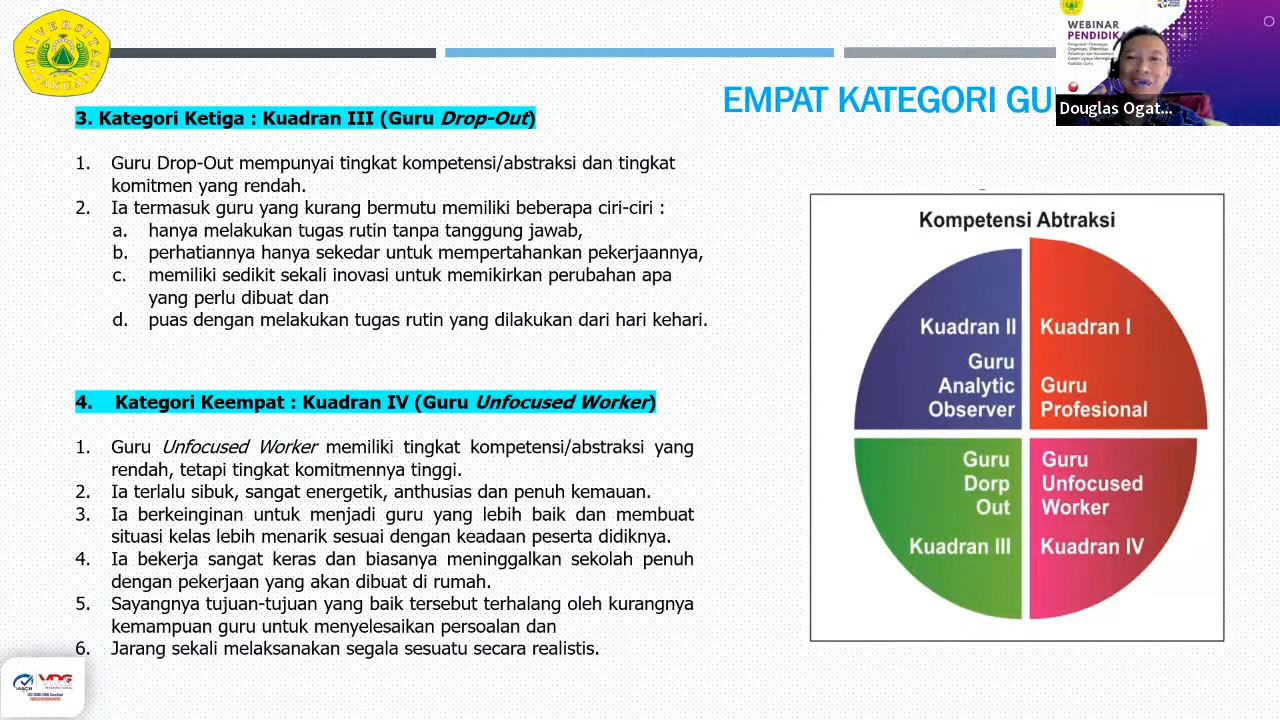 UNIVERSITAS
PAKUAN
WEBINAR
PENDIDIKA
Douglas Ogat...
EMPAT KATEGORI GU
3. Kategori Ketiga : Kuadran III (Guru Drop-Out)
1. Guru Drop-Out mempunyai tingkat kompetensi/abstraksi dan tingkat
komitmen yang rendah.
2. Ia termasuk guru yang kurang bermutu memiliki beberapa ciri-ciri :
a. hanya melakukan tugas rutin tanpa tanggung jawab,
b. perhatiannya hanya sekedar untuk mempertahankan pekerjaannya,
c. memiliki sedikit sekali inovasi untuk memikirkan perubahan apa
yang perlu dibuat dan
d. puas dengan melakukan tugas rutin yang dilakukan dari hari kehari.
4. Kategori Keempat : Kuadran IV (Guru Unfocused Worker)
1. Guru Unfocused Worker memiliki tingkat kompetensi/abstraksi yang
rendah, tetapi tingkat komitmennya tinggi.
2. Ia terlalu sibuk, sangat energetik, anthusias dan penuh kemauan.
3. Ia berkeinginan untuk menjadi guru yang lebih baik dan membuat
situasi kelas lebih menarik sesuai dengan keadaan peserta didiknya.
4. Ia bekerja sangat keras dan biasanya meninggalkan sekolah penuh
dengan pekerjaan yang akan dibuat di rumah.
5. Sayangnya tujuan-tujuan yang baik tersebut terhalang oleh kurangnya
kemampuan guru untuk menyelesaikan persoalan dan
6. Jarang sekali melaksanakan segala sesuatu secara realistis.
Kompetensi Abtraksi
Kuadran II
Guru
Analytic
Observer
Kuadran I
Guru
Profesional
Guru
Dorp
Out
Kuadran III
Guru
Unfocused
Worker
Kuadran IV